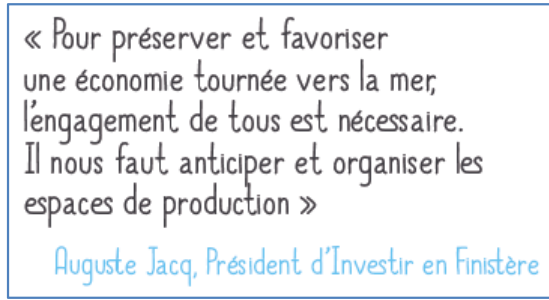 « Pour préserver et favoriser
une économie tournée vers la mer,
l'engagement de tous est nécessaire.
Il nous faut anticiper et organiser les
espaces de production »
Auguste Jacq, Président d'Investir en Finistère